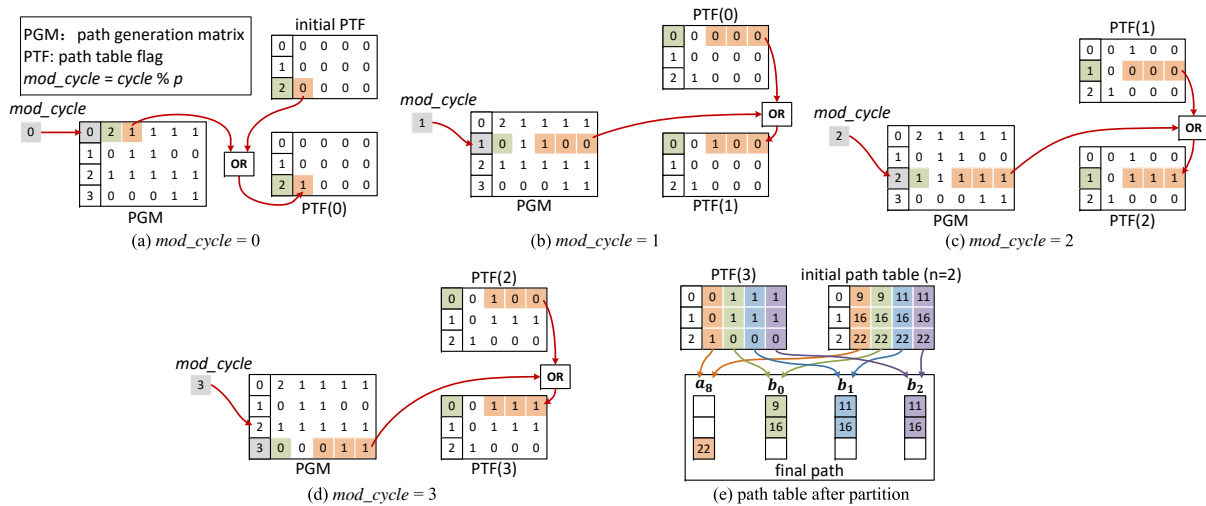 PGM: path generation matrix
PTF: path table flag
mod_cycle = cycle % p
initial PTF
0 0 0 0 0
1 0 0 0 0
2 0 0 0 0
mod_cycle
0
0 2 1 1 1 1
1 0 1 1 0 0
2 1 1 1 1 1
3 0 0 0 1 1
PGM
OR
0 0 0 0 0
1 0 0 0 0
2 1 0 0 0
PTF(0)
(a) mod_cycle = 0
PTF(0)
0 0 0 0 0
1 0 0 0 0
2 1 0 0 0
mod_cycle
1
0 2 1 1 1 1
1 0 1 1 0 0
2 1 1 1 1 1
3 0 0 0 1 1
PGM
OR
0 0 1 0 0
1 0 0 0 0
2 1 0 0 0
PTF(1)
(b) mod_cycle = 1
PTF(1)
0 0 1 0 0
1 0 0 0 0
2 1 0 0 0
mod_cycle
2
0 2 1 1 1 1
1 0 1 1 0 0
2 1 1 1 1 1
3 0 0 0 1 1
PGM
OR
0 0 1 0 0
1 0 1 1 1
2 1 0 0 0
PTF(2)
(c) mod_cycle = 2
PTF(2)
0 0 1 0 0
1 0 1 1 1
2 1 0 0 0
mod_cycle
3
0 2 1 1 1 1
1 0 1 1 0 0
2 1 1 1 1 1
3 0 0 0 1 1
PGM
OR
0 0 1 1 1
1 0 1 1 1
2 1 0 0 0
PTF(3)
(d) mod_cycle = 3
PTF(3)
0 0 1 1 1
1 0 1 1 1
2 1 0 0 0
initial path table (n=2)
0 9 9 11 11
1 16 16 16 16
2 22 22 22 22
a8 b0 b1 b2
9 11 11
16 16 16
22
final path
(e) path table after partition